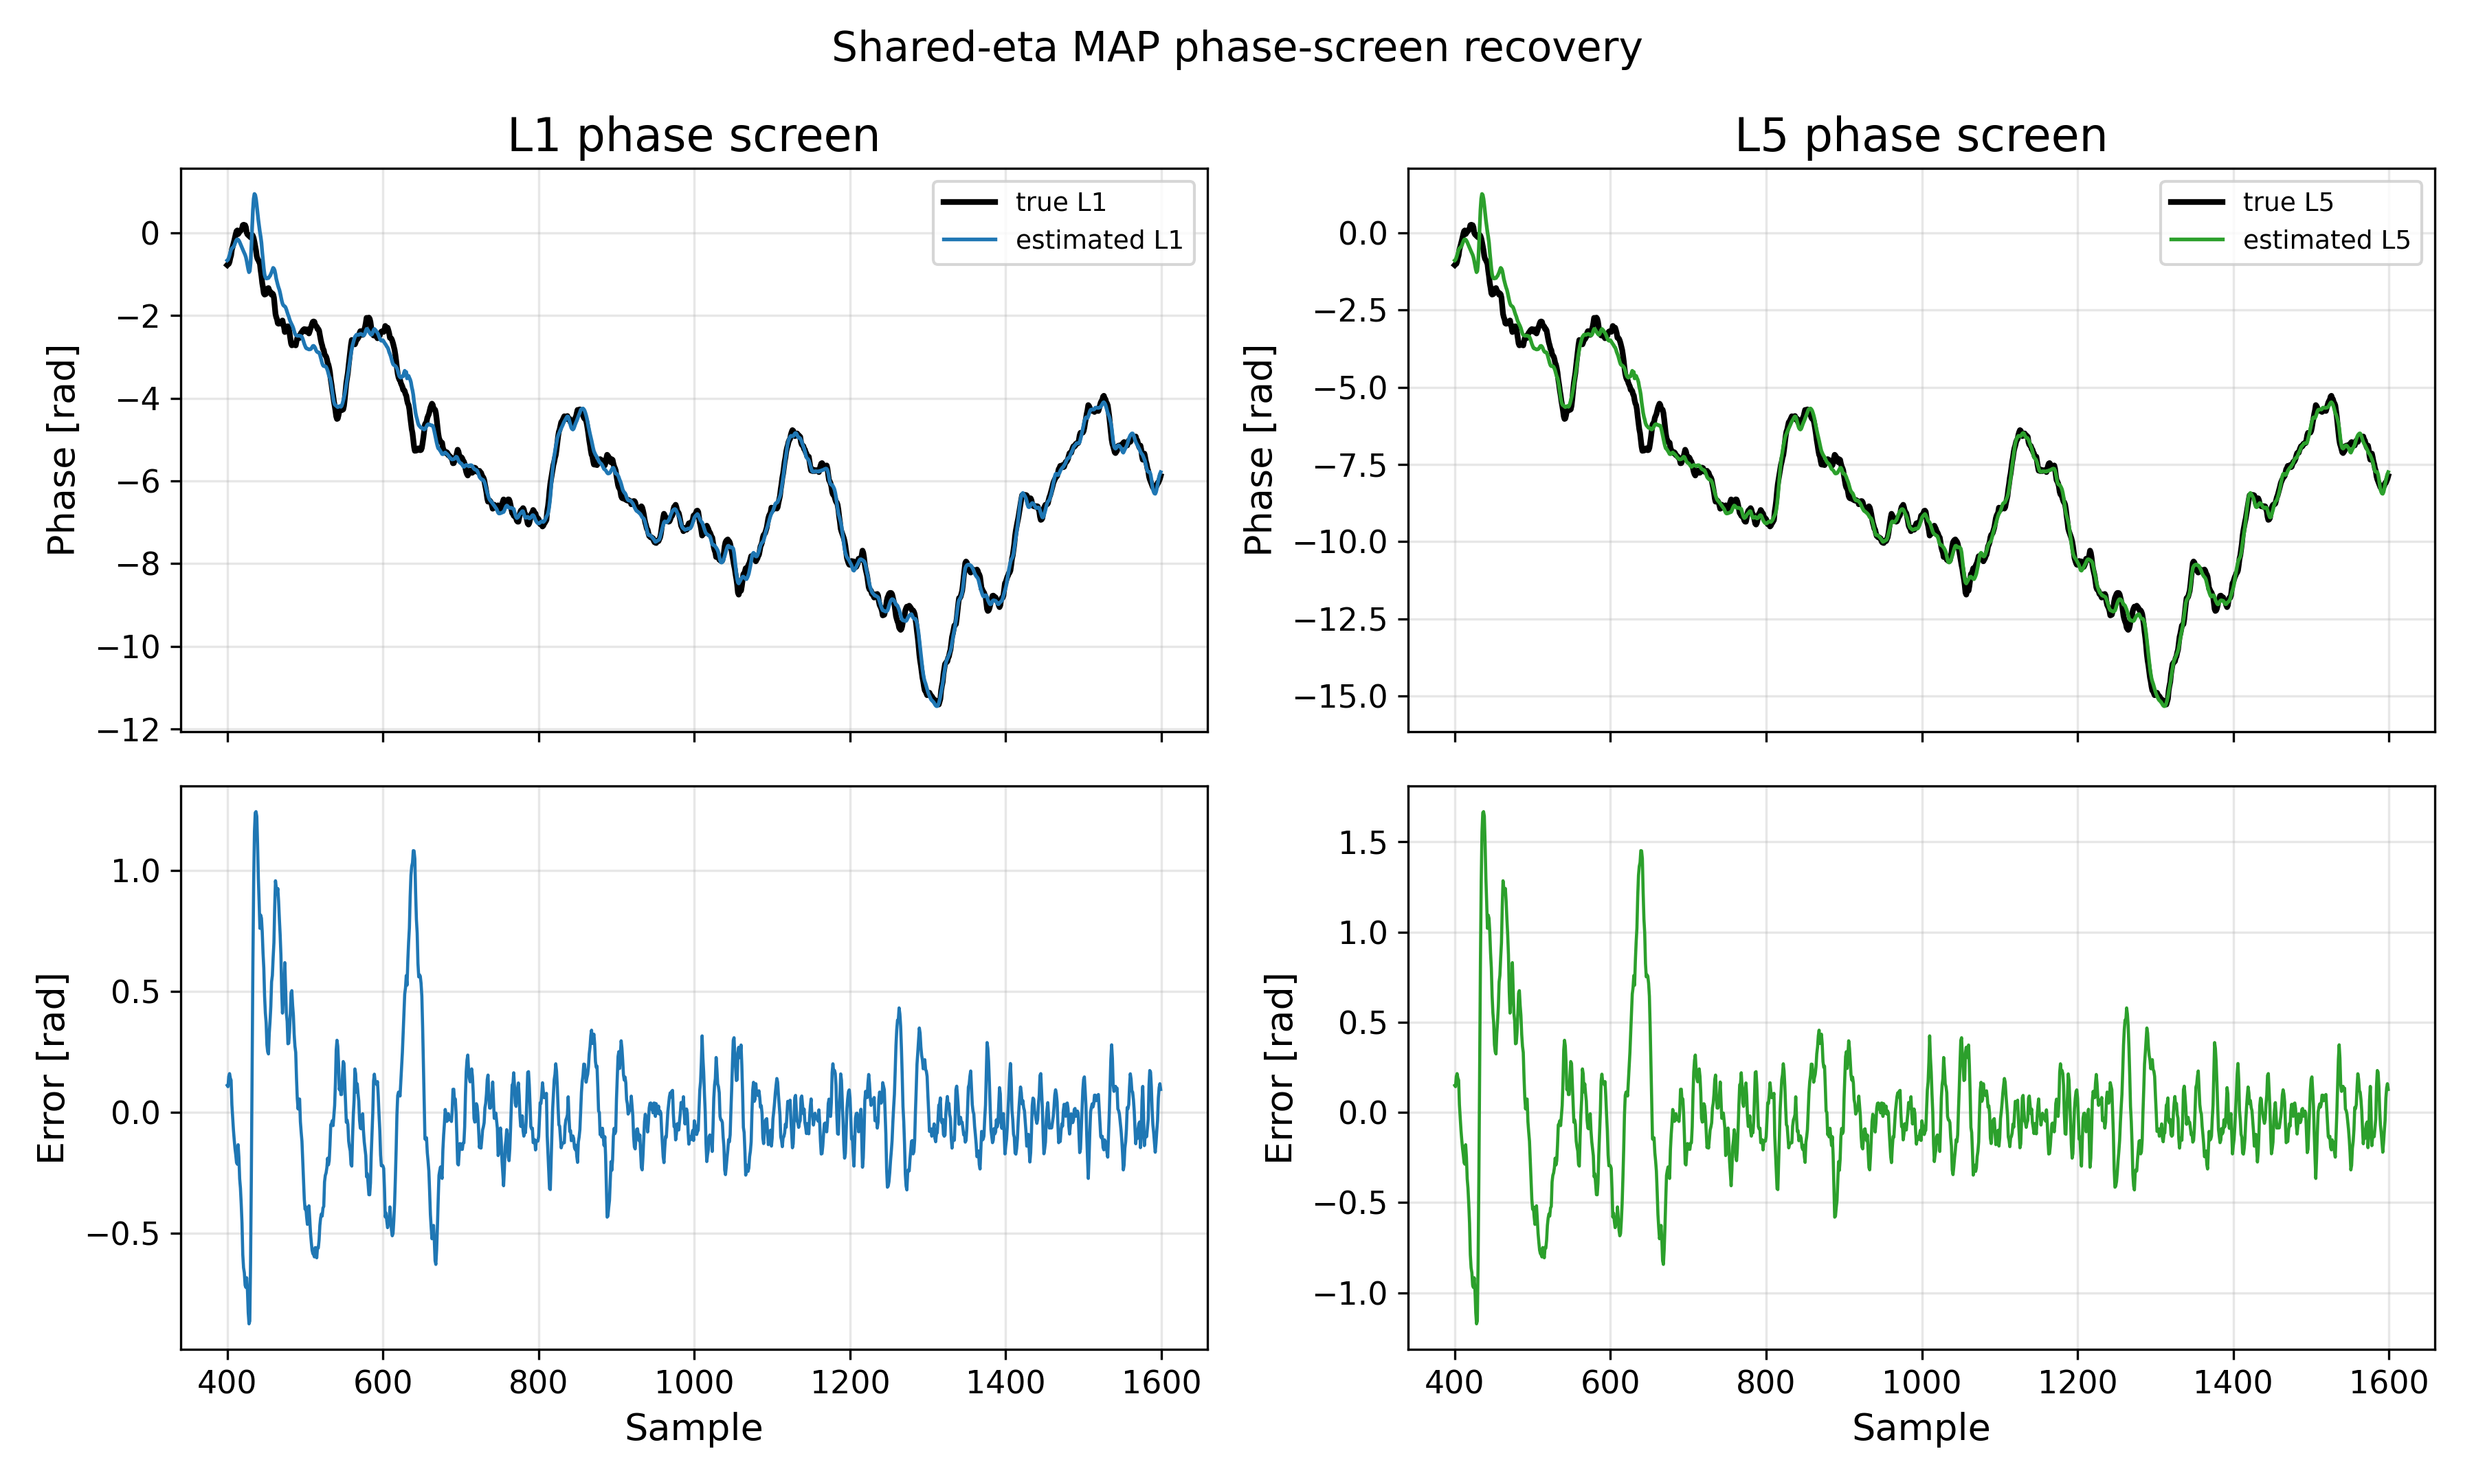 Shared-eta MAP phase-screen recovery
L1 phase screen
L5 phase screen
true L1
estimated L1
true L5
estimated L5
Phase [rad]
0
−2
−4
−6
−8
−10
−12
Phase [rad]
0.0
−2.5
−5.0
−7.5
−10.0
−12.5
−15.0
Error [rad]
1.0
0.5
0.0
−0.5
400 600 800 1000 1200 1400 1600
Sample
Error [rad]
1.5
1.0
0.5
0.0
−0.5
−1.0
400 600 800 1000 1200 1400 1600
Sample